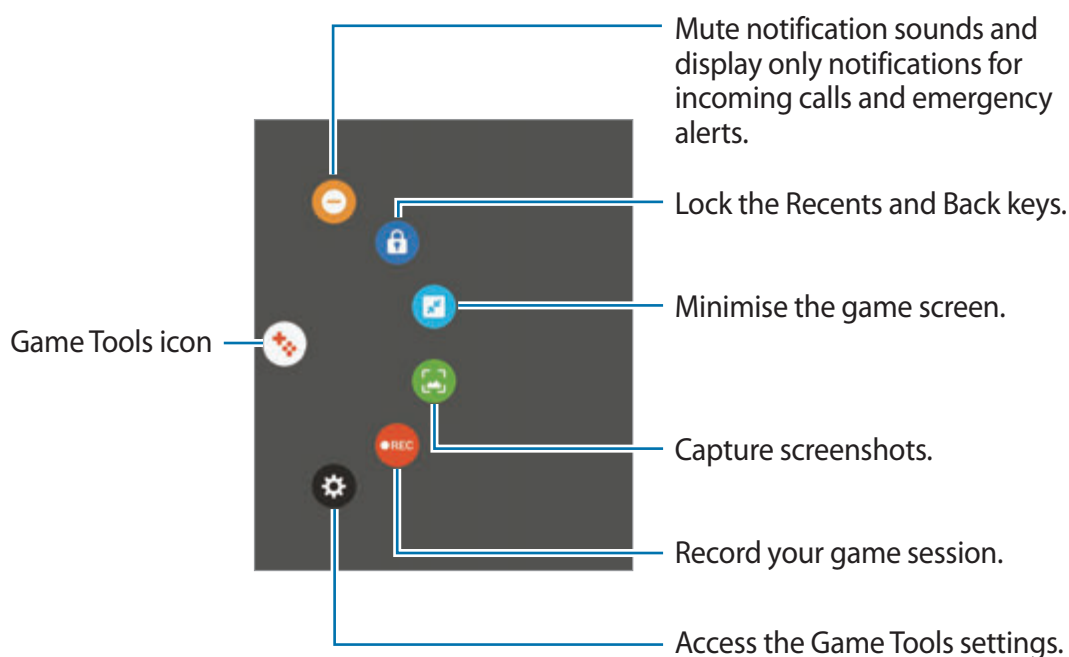 Mute notification sounds and
display only notifications for
incoming calls and emergency
alerts.
Lock the Recents and Back keys.
Minimise the game screen.
Game Tools icon
Capture screenshots.
REC
Record your game session.
Access the Game Tools settings.